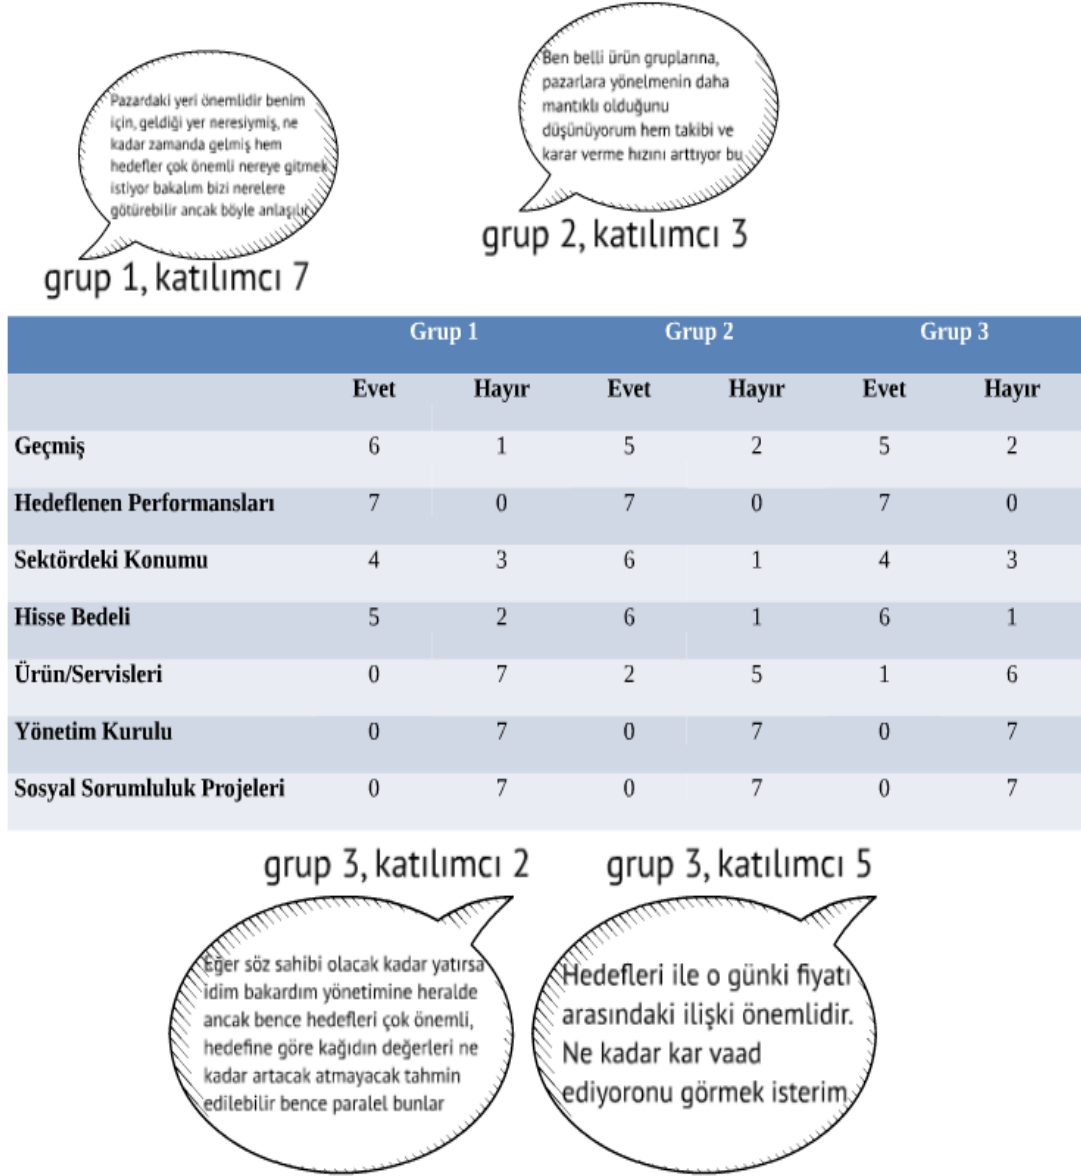 Pazardaki yeri önemlidir benim
için, geldiği yer neresiymiş, ne
kadar zamanda gelmiş hem
hedefler çok önemli nereye gitmek
istiyor bakalım bizi nerelere
götürebilir ancak böyle anlaşılır
grup 1, katılımcı 7
Ben belli ürün gruplarına,
pazarlara yönelmenin daha
mantıklı olduğunu
düşünüyorum hem takibi ve
karar verme hızını arttıyor bu
grup 2, katılımcı 3
Grup 1 Grup 2 Grup 3
Evet Hayır Evet Hayır Evet Hayır
Geçmiş 6 1 5 2 5 2
Hedeflenen Performansları 7 0 7 0 7 0
Sektördeki Konumu 4 3 6 1 4 3
Hisse Bedeli 5 2 6 1 6 1
Ürün/Servisleri 0 7 2 5 1 6
Yönetim Kurulu 0 7 0 7 0 7
Sosyal Sorumluluk Projeleri 0 7 0 7 0 7
grup 3, katılımcı 2
Eğer söz sahibi olacak kadar yatırsa
idim bakardım yönetimine heralde
ancak bence hedefleri çok önemli,
hedefine göre kağıdın değerleri ne
kadar artacak atmayacak tahmin
edilebilir bence paralel bunlar
grup 3, katılımcı 5
Hedefleri ile o günki fiyatı
arasındaki ilişki önemlidir.
Ne kadar kar vaad
ediyoronu görmek isterim